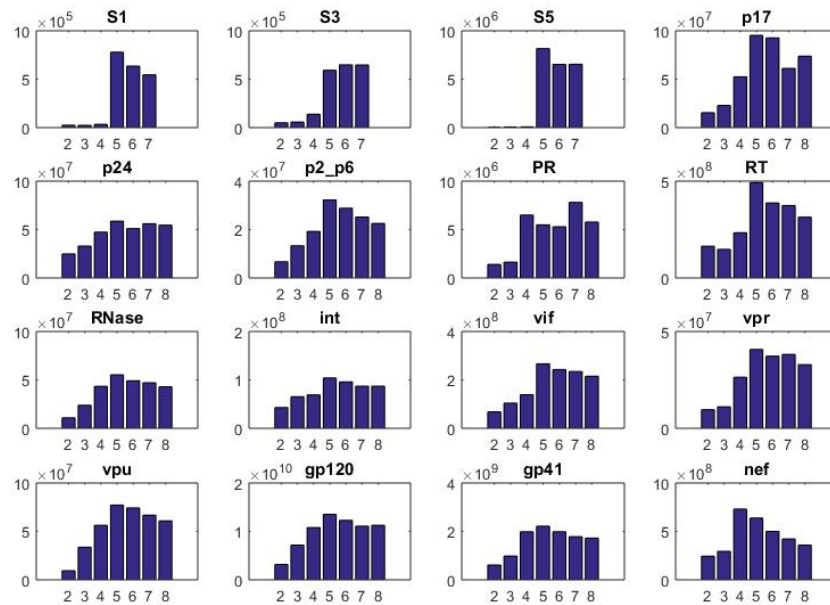 S1 S3 S5 p17
×10^5 ×10^5 ×10^6 ×10^7
10 10 10 10
5 5 5 5
0 0 0 0
2 3 4 5 6 7 2 3 4 5 6 7 2 3 4 5 6 7 2 3 4 5 6 7 8
p24 p2_p6 PR RT
×10^7 ×10^7 ×10^6 ×10^8
10 4 10 5
5 2 5
0 0 0 0
2 3 4 5 6 7 8 2 3 4 5 6 7 8 2 3 4 5 6 7 8 2 3 4 5 6 7 8
RNase int vif vpr
×10^7 ×10^8 ×10^8 ×10^7
10 2 4 5
5 1 2
0 0 0 0
2 3 4 5 6 7 8 2 3 4 5 6 7 8 2 3 4 5 6 7 8 2 3 4 5 6 7 8
vpu gp120 gp41 nef
×10^7 ×10^10 ×10^9 ×10^8
10 2 4 10
5 1 2 5
0 0 0 0
2 3 4 5 6 7 8 2 3 4 5 6 7 8 2 3 4 5 6 7 8 2 3 4 5 6 7 8